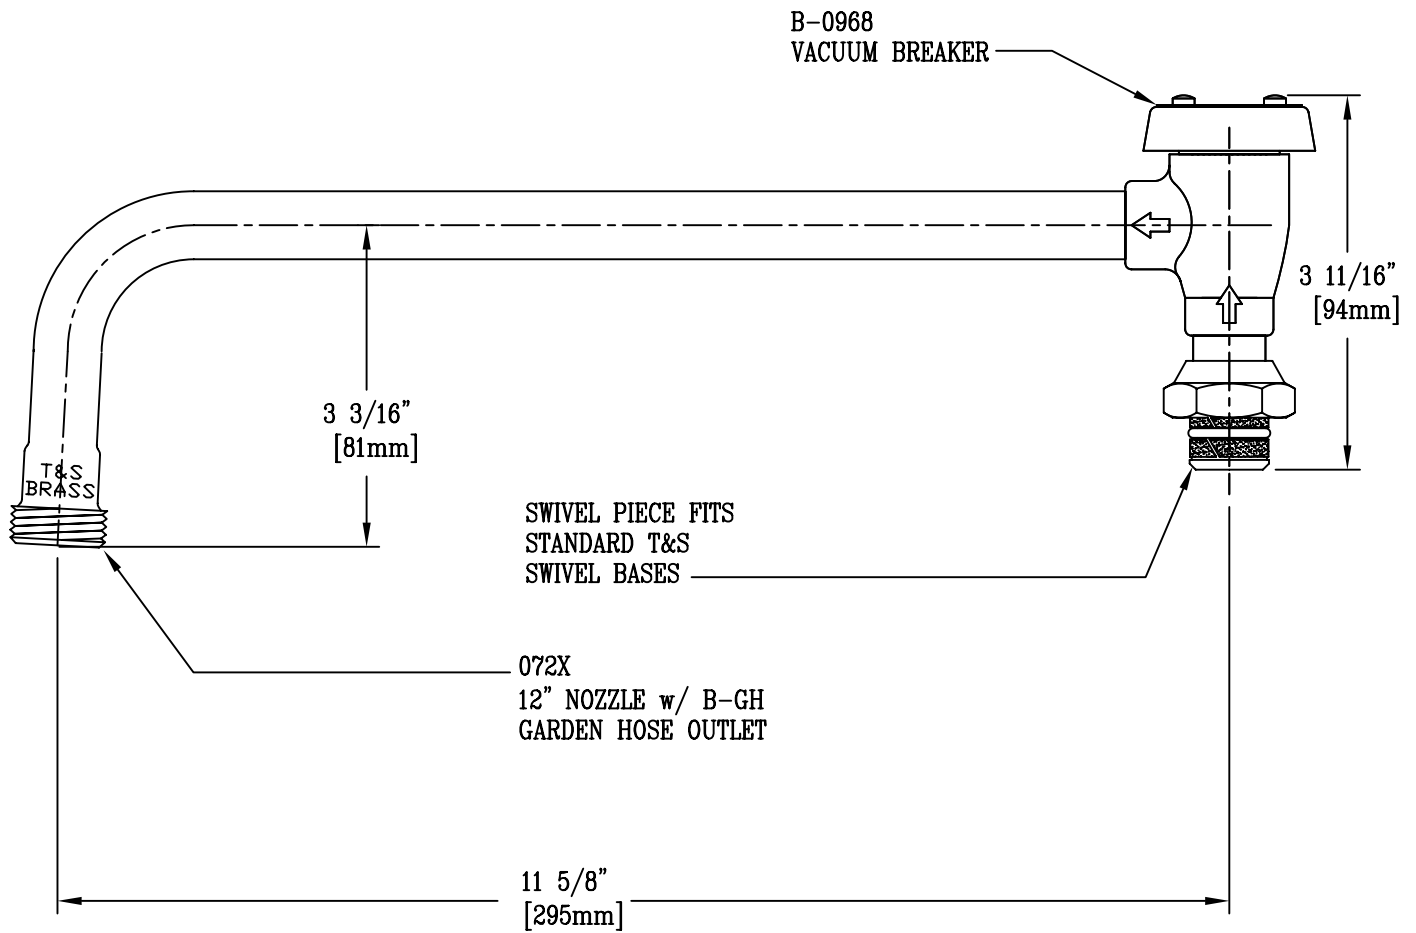 B-0968
VACUUM BREAKER
3 11/16"
[94mm]
3 3/16"
[81mm]
T&S
BRASS
SWIVEL PIECE FITS
STANDARD T&S
SWIVEL BASES
072X
12" NOZZLE w/ B-GH
GARDEN HOSE OUTLET
11 5/8"
[295mm]